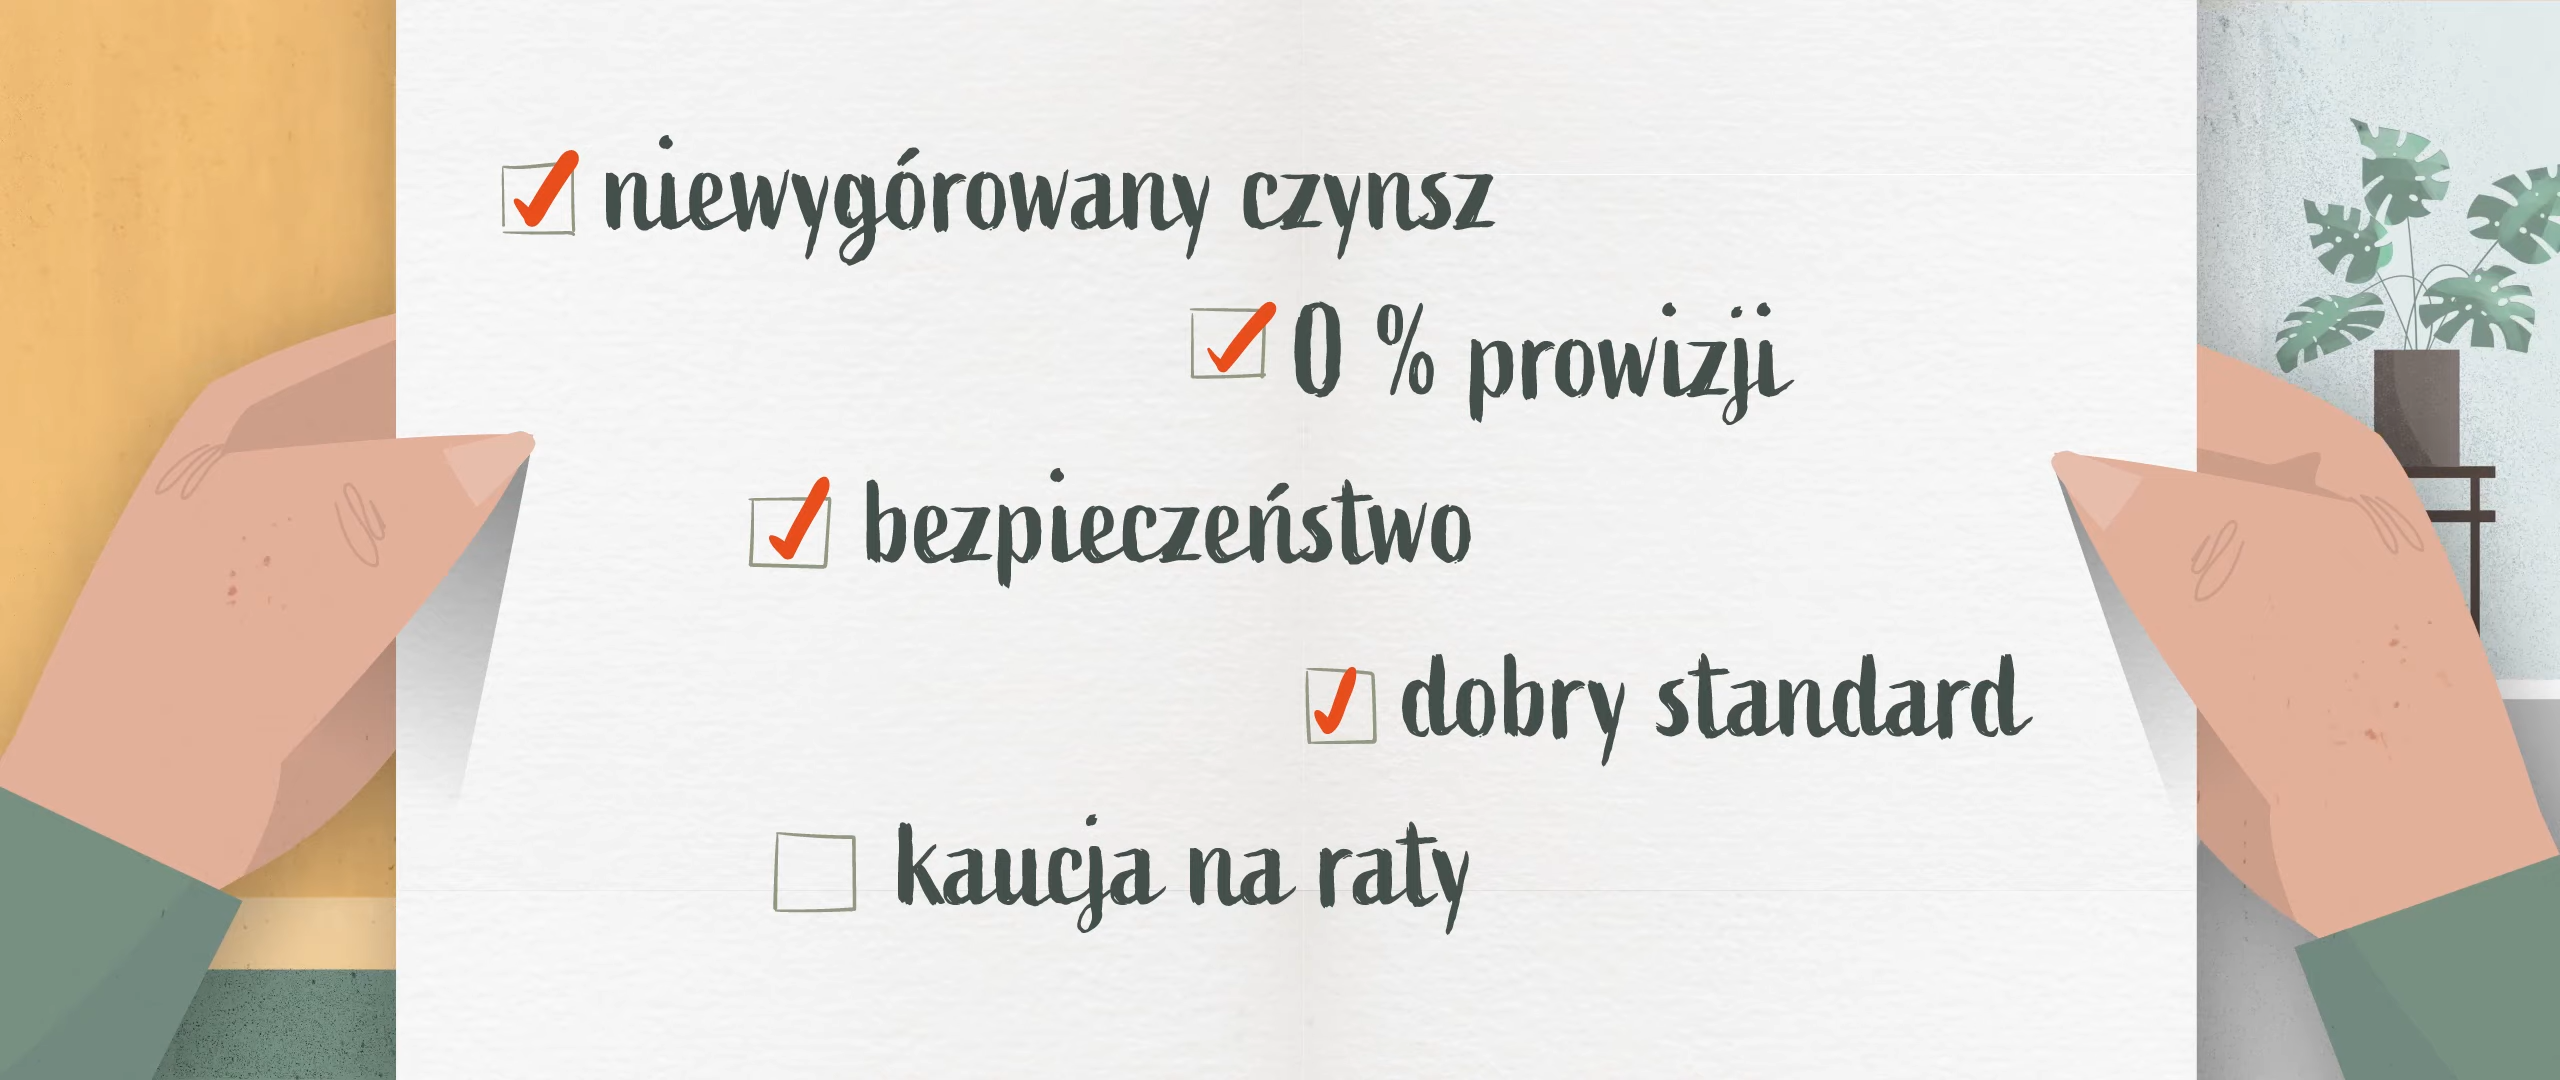 niewygórowany czynsz
0 % prowizji
bezpieczeństwo
dobry standard
kaucja na raty